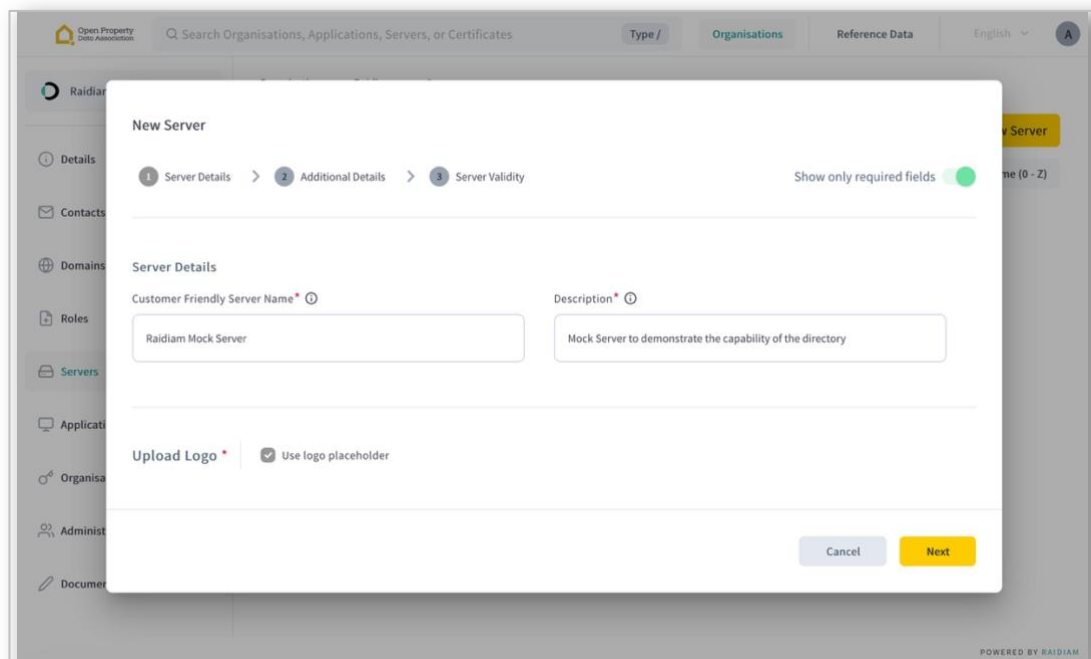 Open Property
Data Association
Search Organisations, Applications, Servers, or Certificates
Type /
Organisations
Reference Data
English
A
Raidiam
Details
Contacts
Domains
Roles
Servers
Applicati
Organisa
Administ
Documen
Server
me (0 - Z)
New Server
1 Server Details
2 Additional Details
3 Server Validity
Show only required fields
Server Details
Customer Friendly Server Name*
Raidiam Mock Server
Description*
Mock Server to demonstrate the capability of the directory
Upload Logo *
Use logo placeholder
Cancel
Next
POWERED BY RAIDIAM